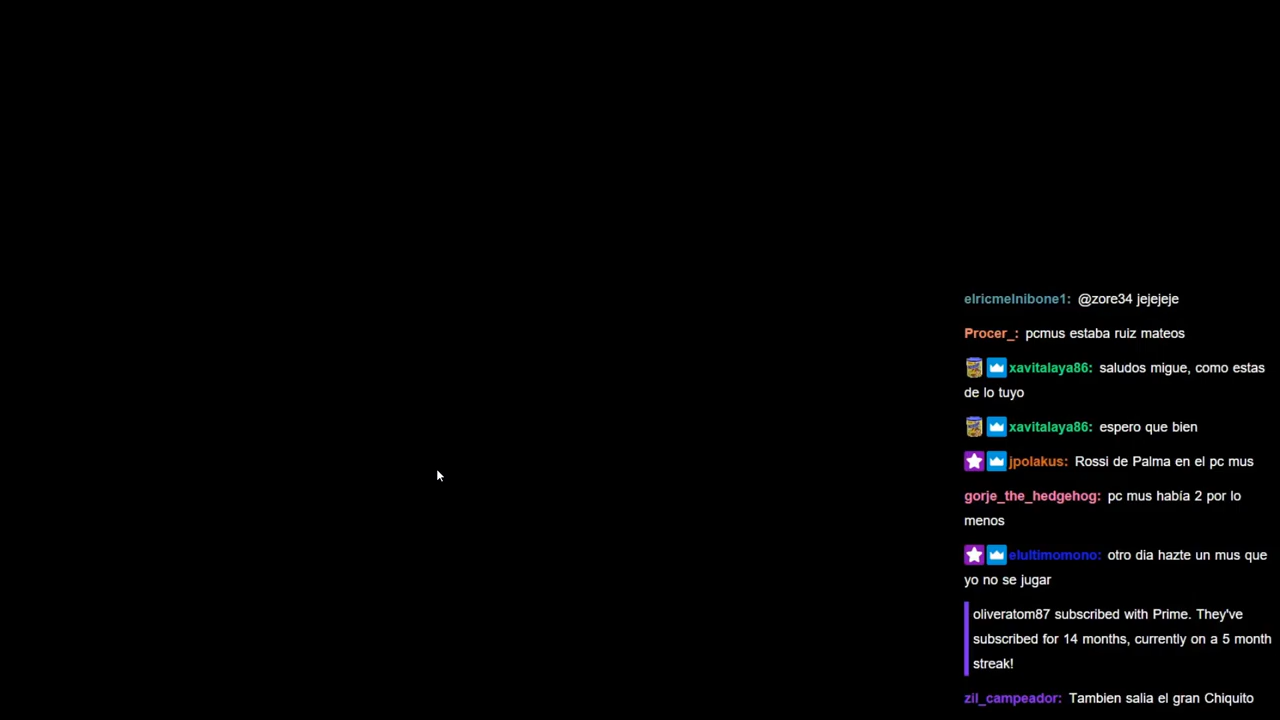 elricmelnibone1: @zore34 jejejeje
Procer_: pcmus estaba ruiz mateos
xavitalaya86: saludos migue, como estas
de lo tuyo
xavitalaya86: espero que bien
jpolakus: Rossi de Palma en el pc mus
gorje_the_hedgehog: pc mus había 2 por lo
menos
elultimomono: otro dia hazte un mus que
yo no se jugar
oliveratom87 subscribed with Prime. They've
subscribed for 14 months, currently on a 5 month
streak!
zil_campeador: Tambien salia el gran Chiquito